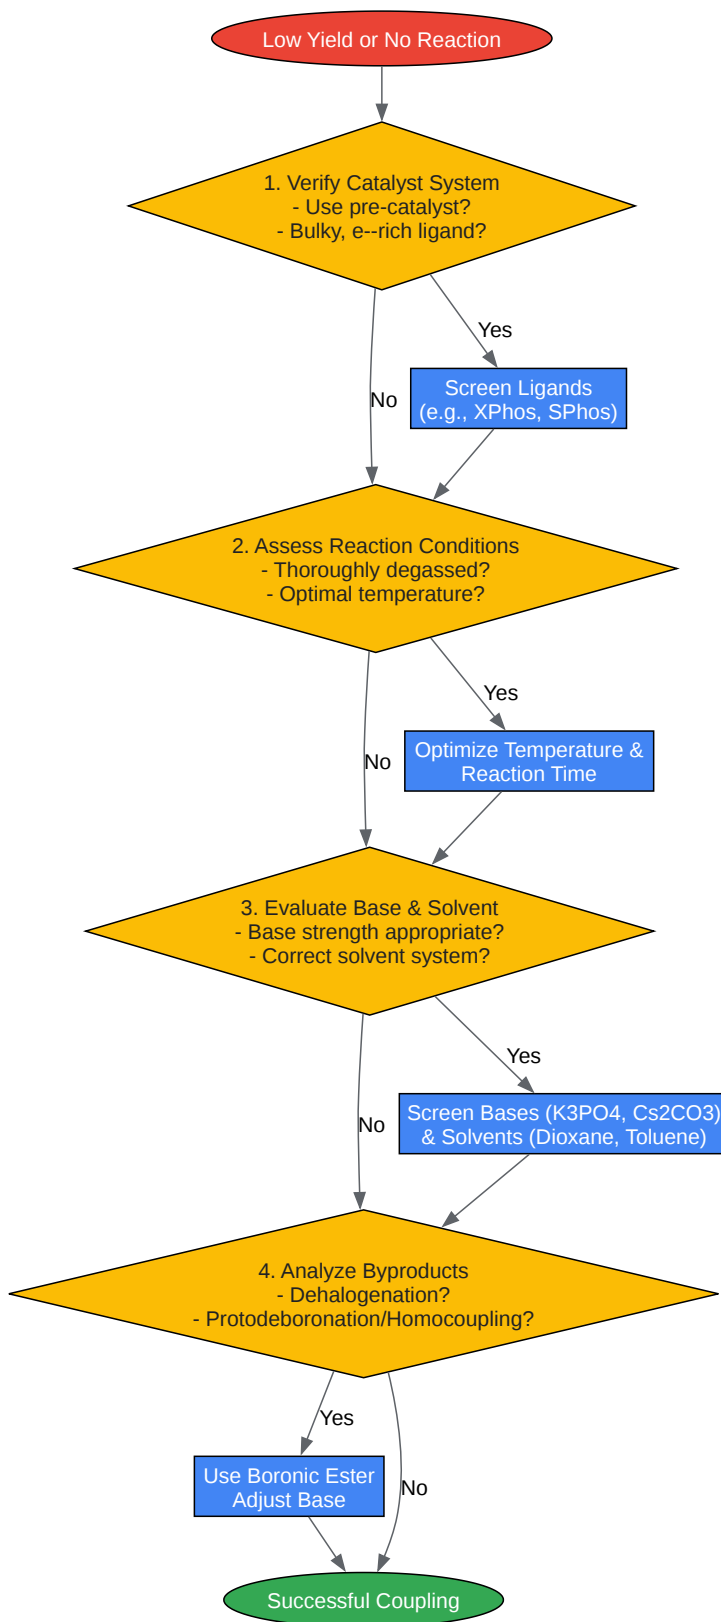 Low Yield or No Reaction
1. Verify Catalyst System
- Use pre-catalyst?
- Bulky, e--rich ligand?
Yes
No
Screen Ligands
(e.g., XPhos, SPhos)
2. Assess Reaction Conditions
- Thoroughly degassed?
- Optimal temperature?
Yes
No
Optimize Temperature &
Reaction Time
3. Evaluate Base & Solvent
- Base strength appropriate?
- Correct solvent system?
Yes
No
Screen Bases (K3PO4, Cs2CO3)
& Solvents (Dioxane, Toluene)
4. Analyze Byproducts
- Dehalogenation?
- Protodeboronation/Homocoupling?
Yes
No
Use Boronic Ester
Adjust Base
Successful Coupling